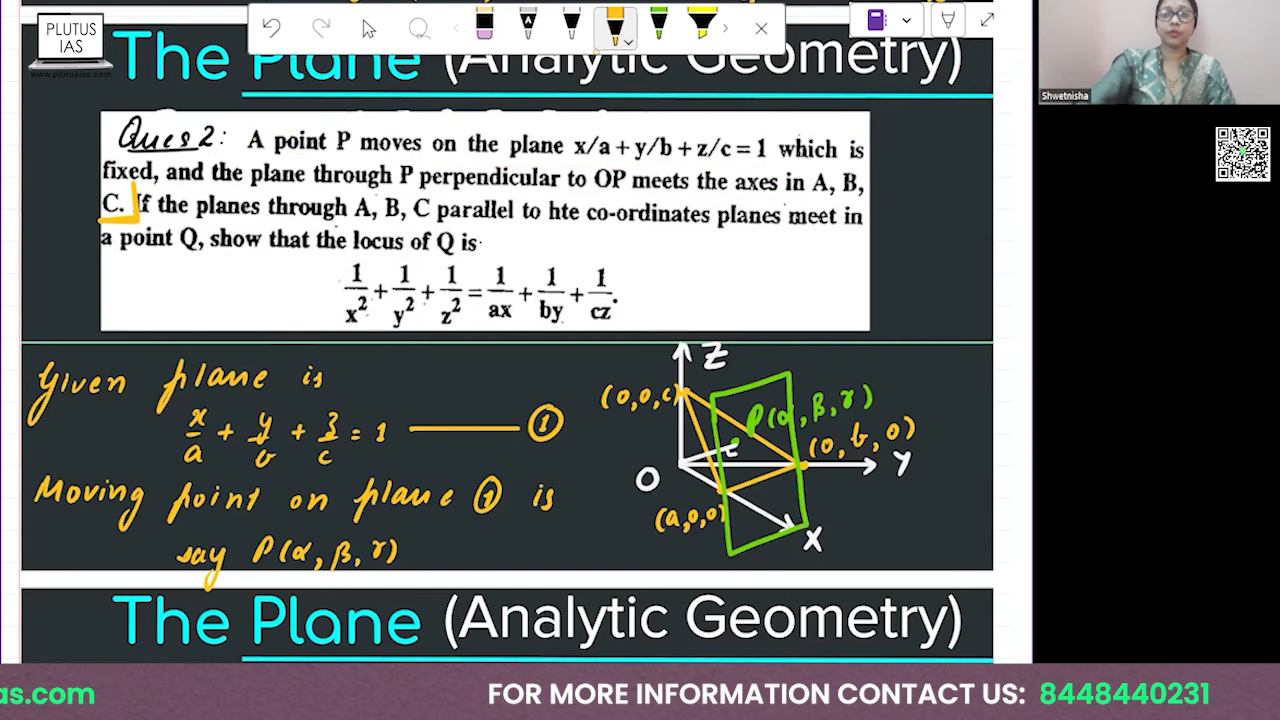 PLUTUS
IAS
www.plutusias.com
The Plane (Analytic Geometry)
Shwetnisha
Ques 2: A point P moves on the plane x/a + y/b + z/c = 1 which is
fixed, and the plane through P perpendicular to OP meets the axes in A, B,
C. If the planes through A, B, C parallel to hte co-ordinates planes meet in
a point Q, show that the locus of Q is
1/x² + 1/y² + 1/z² = 1/ax + 1/by + 1/cz.
Given plane is
x/a + y/b + z/c = 1 ——— ①
Moving point on plane ① is
say P(α, β, γ)
Z
(0,0,c)
P(α, β, γ)
(0, b, 0)
O
Y
(a,0,0)
X
The Plane (Analytic Geometry)
as.com
FOR MORE INFORMATION CONTACT US: 8448440231